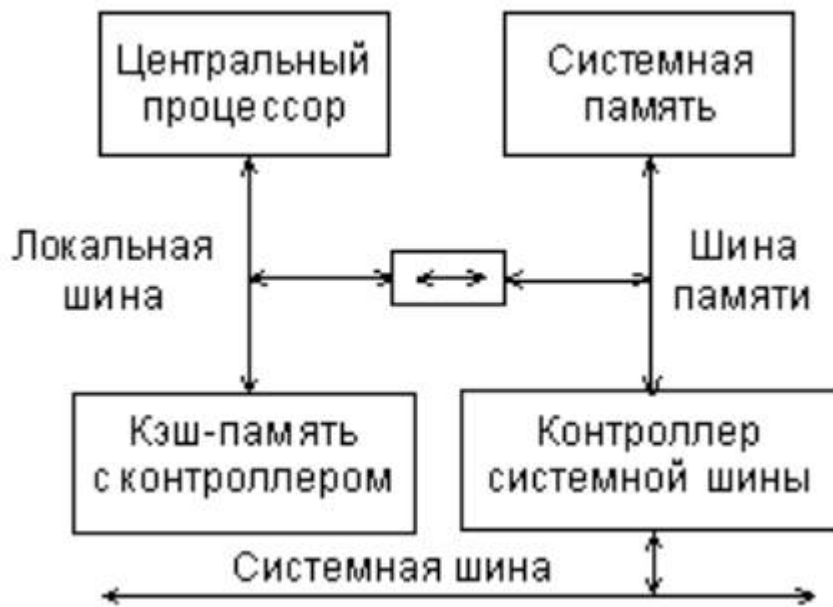 Центральный
процессор
Системная
память
Локальная
шина
Шина
памяти
Кэш-память
с контроллером
Контроллер
системной шины
Системная шина